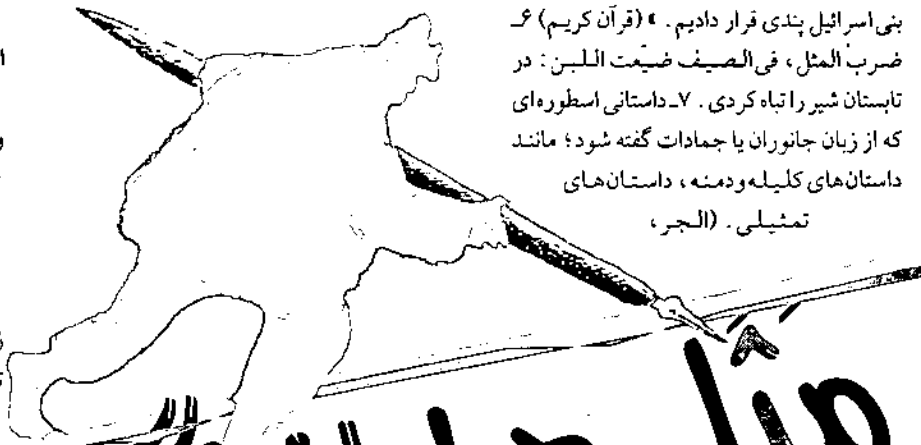 بنی اسرائیل پندی قرار دادیم. » (قرآن کریم) ۶ـ
ضربُ المثل، فی الصیف ضیّعت اللبن: در
تابستان شیر را تباه کردی. ۷ـ داستانی اسطوره‌ای
که از زبان جانوران یا جمادات گفته شود؛ مانند
داستان‌های کلیله و دمنه، داستان‌های
تمثیلی. (الجر،